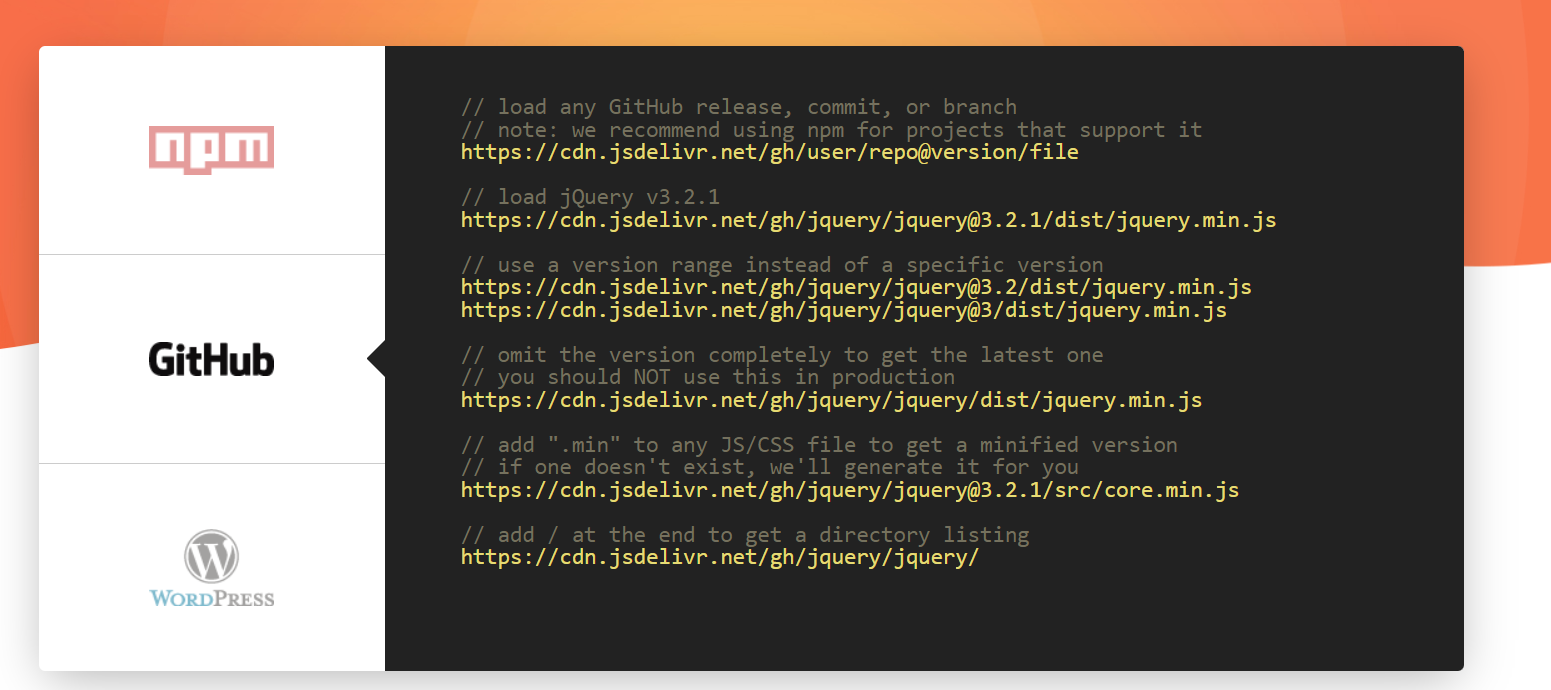 npm
GitHub
WORDPRESS
// load any GitHub release, commit, or branch
// note: we recommend using npm for projects that support it
https://cdn.jsdelivr.net/gh/user/repo@version/file
// load jQuery v3.2.1
https://cdn.jsdelivr.net/gh/jquery/jquery@3.2.1/dist/jquery.min.js
// use a version range instead of a specific version
https://cdn.jsdelivr.net/gh/jquery/jquery@3.2/dist/jquery.min.js
https://cdn.jsdelivr.net/gh/jquery/jquery@3/dist/jquery.min.js
// omit the version completely to get the latest one
// you should NOT use this in production
https://cdn.jsdelivr.net/gh/jquery/jquery/dist/jquery.min.js
// add ".min" to any JS/CSS file to get a minified version
// if one doesn't exist, we'll generate it for you
https://cdn.jsdelivr.net/gh/jquery/jquery@3.2.1/src/core.min.js
// add / at the end to get a directory listing
https://cdn.jsdelivr.net/gh/jquery/jquery/